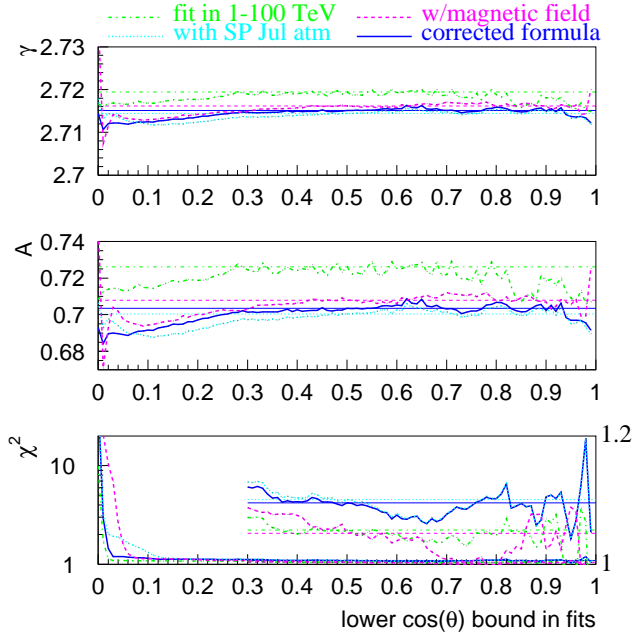 fit in 1-100 TeV w/magnetic field
with SP Jul atm corrected formula
γ
2.73
2.72
2.71
2.7
0 0.1 0.2 0.3 0.4 0.5 0.6 0.7 0.8 0.9 1
A
0.74
0.72
0.7
0.68
0 0.1 0.2 0.3 0.4 0.5 0.6 0.7 0.8 0.9 1
χ²
10
1
1.2
1
0 0.1 0.2 0.3 0.4 0.5 0.6 0.7 0.8 0.9 1
lower cos(θ) bound in fits